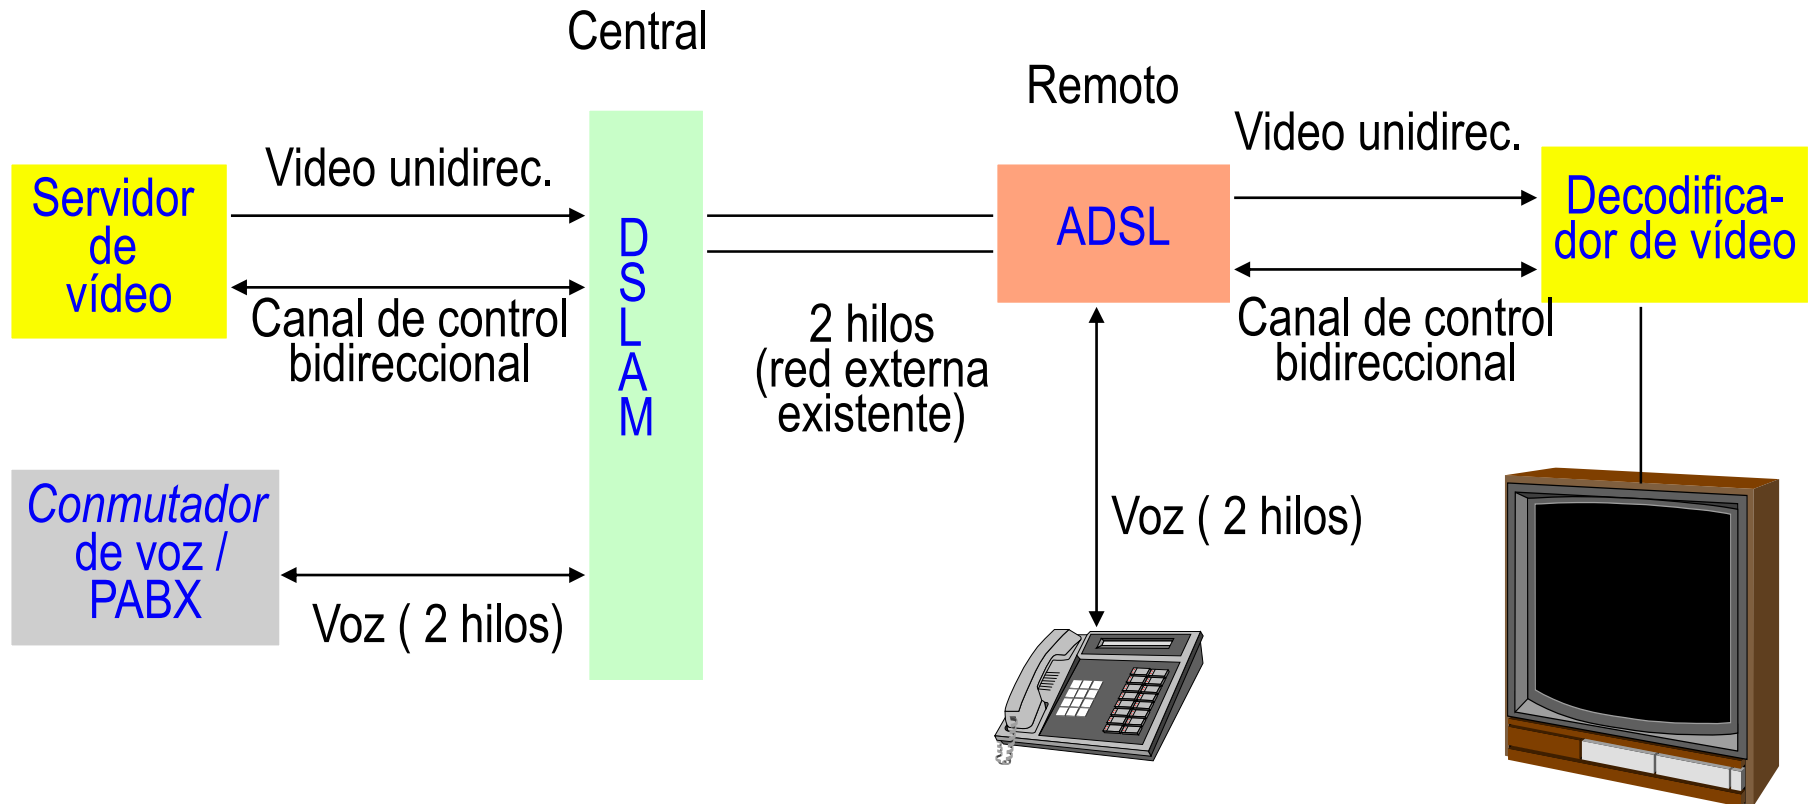 Central
Remoto
Video unidirec.
Servidor
de
vídeo
Canal de control
bidireccional
D
S
L
A
M
2 hilos
(red externa
existente)
ADSL
Video unidirec.
Decodifica-
dor de vídeo
Canal de control
bidireccional
Conmutador
de voz /
PABX
Voz ( 2 hilos)
Voz ( 2 hilos)